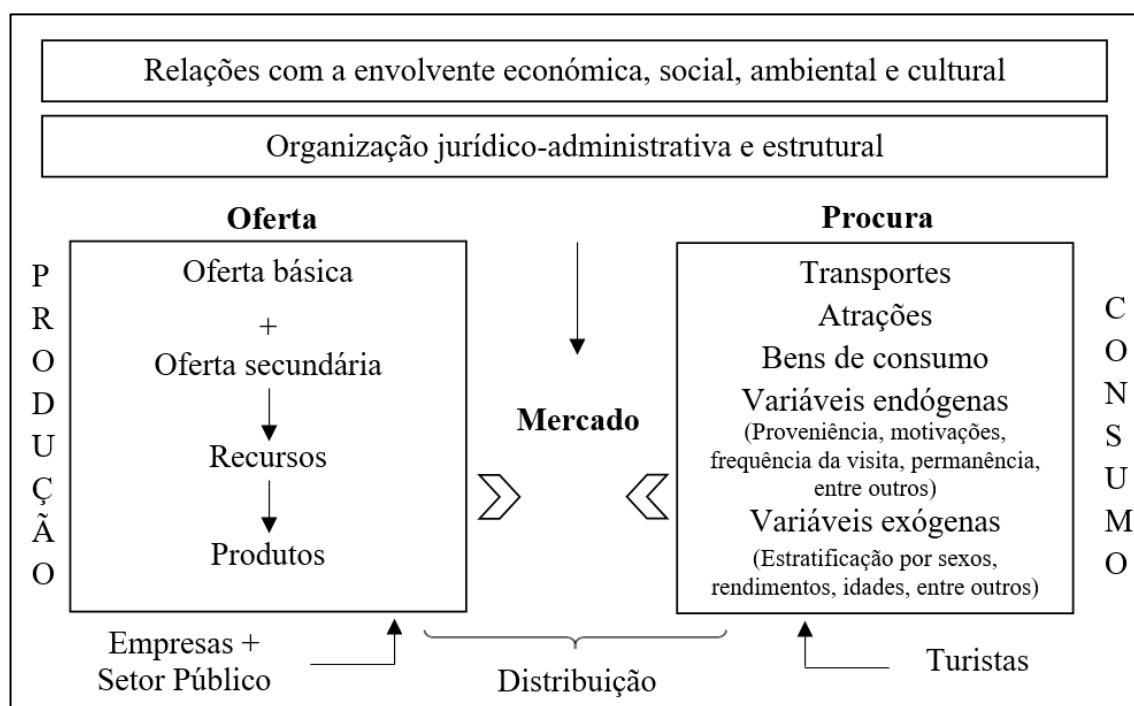 Relações com a envolvente económica, social, ambiental e cultural
Organização jurídico-administrativa e estrutural
Oferta
Procura
PRODUÇÃO
Oferta básica
+
Oferta secundária
Recursos
Produtos
Mercado
Transportes
Atrações
Bens de consumo
Variáveis endógenas
(Proveniência, motivações,
frequência da visita, permanência,
entre outros)
Variáveis exógenas
(Estratificação por sexos,
rendimentos, idades, entre outros)
CONSUMO
Empresas +
Setor Público
Distribuição
Turistas